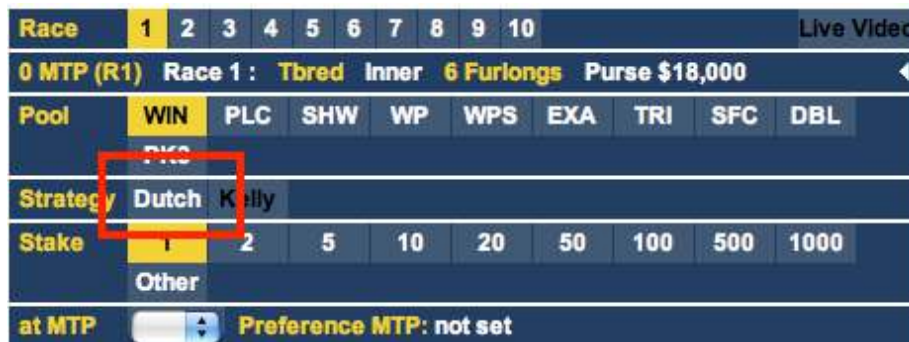 Race 1 2 3 4 5 6 7 8 9 10 Live Video
0 MTP (R1) Race 1 : Tbred Inner 6 Furlongs Purse $18,000
Pool WIN PLC SHW WP WPS EXA TRI SFC DBL
PK3
Strategy Dutch Kelly
Stake 1 2 5 10 20 50 100 500 1000
Other
at MTP Preference MTP: not set